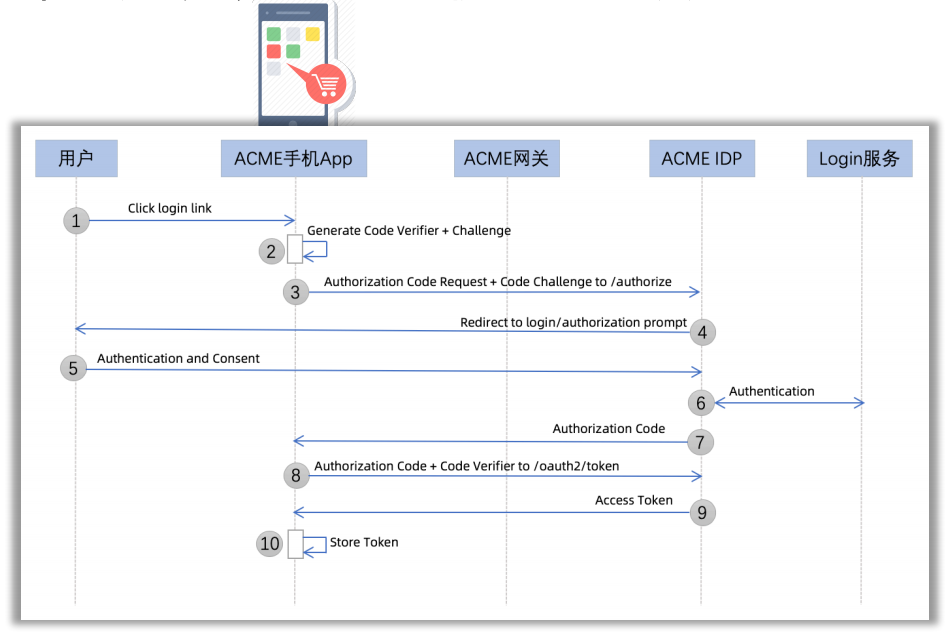 用户
ACME手机App
ACME网关
ACME IDP
Login服务
1
Click login link
2
Generate Code Verifier + Challenge
3
Authorization Code Request + Code Challenge to /authorize
Redirect to login/authorization prompt
4
5
Authentication and Consent
6
Authentication
Authorization Code
7
8
Authorization Code + Code Verifier to /oauth2/token
Access Token
9
10
Store Token